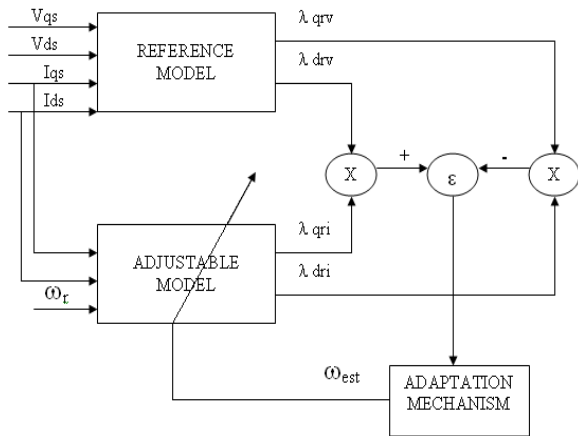 Vqs
Vds
Iqs
Ids
REFERENCE
MODEL
λ qrv
λ drv
X
+
ε
-
X
ADJUSTABLE
MODEL
λ qri
λ dri
ωr
ωest
ADAPTATION
MECHANISM